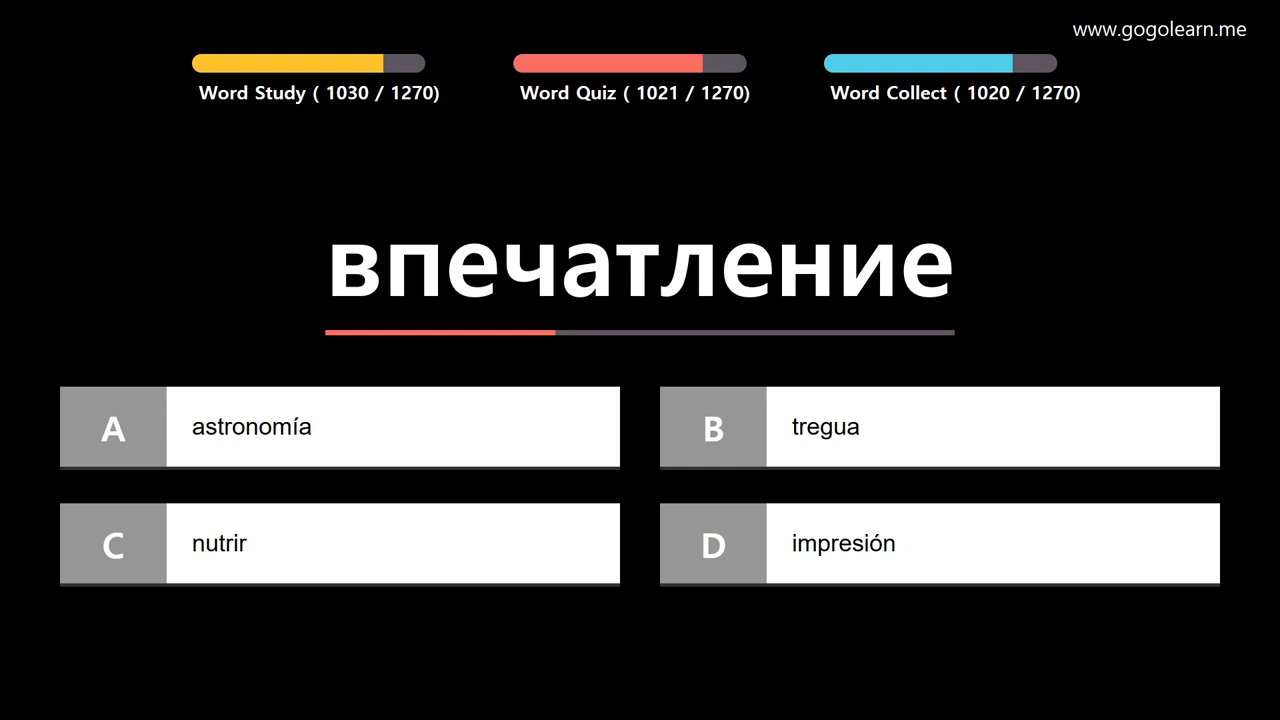 www.gogolearn.me
Word Study ( 1030 / 1270)
Word Quiz ( 1021 / 1270)
Word Collect ( 1020 / 1270)
впечатление
A astronomía
B tregua
C nutrir
D impresión